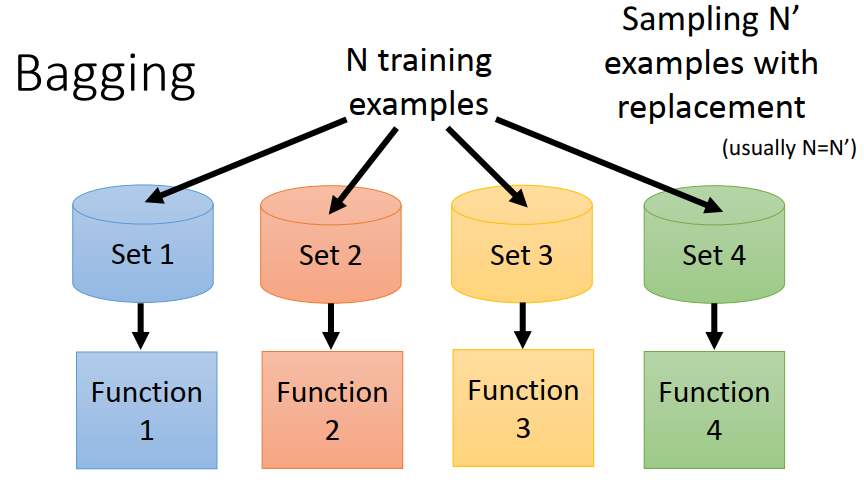 Bagging
N training
examples
Sampling N’
examples with
replacement
(usually N=N’)
Set 1
Set 2
Set 3
Set 4
Function
1
Function
2
Function
3
Function
4